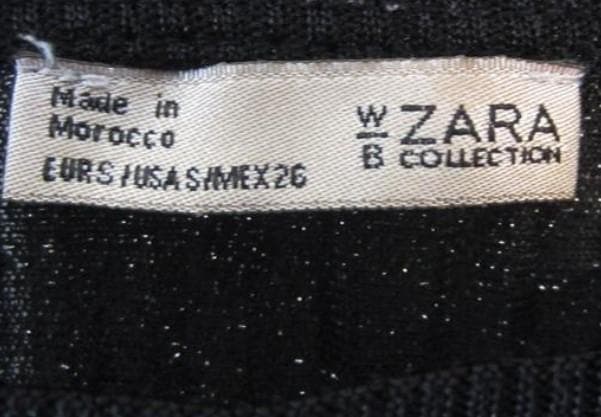 Made in
Morocco
EUR S / USA S / MEX 26
W
B
ZARA
COLLECTION